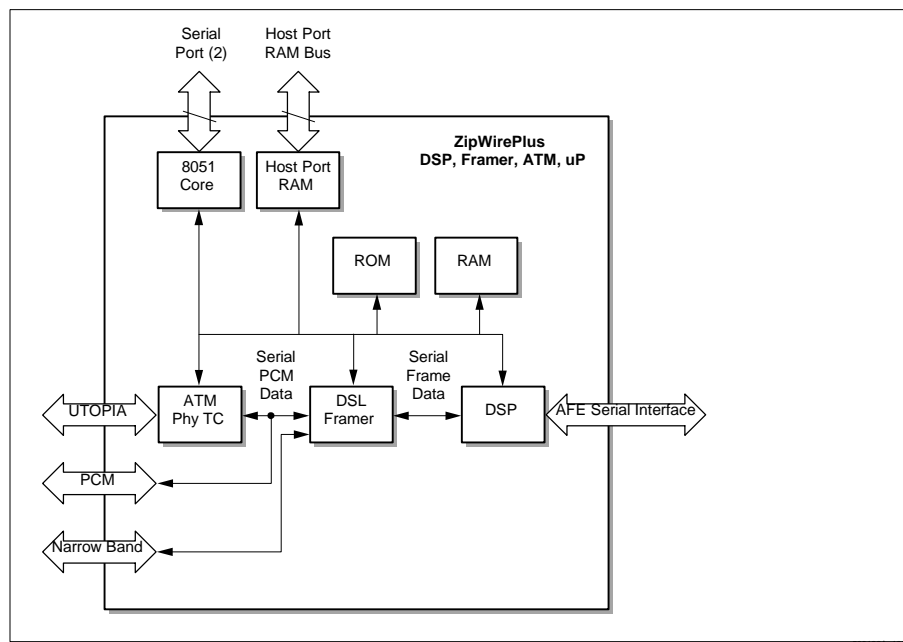 Serial
Port (2)
Host Port
RAM Bus
ZipWirePlus
DSP, Framer, ATM, uP
8051
Core
Host Port
RAM
ROM
RAM
Serial
PCM
Data
Serial
Frame
Data
UTOPIA
ATM
Phy TC
DSL
Framer
DSP
AFE Serial Interface
PCM
Narrow Band